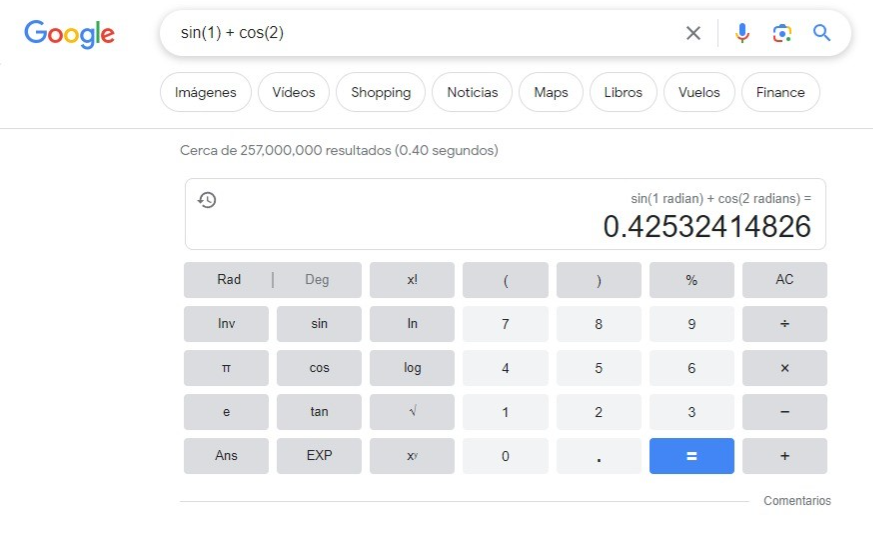 Google sin(1) + cos(2)
Imágenes Vídeos Shopping Noticias Maps Libros Vuelos Finance
Cerca de 257,000,000 resultados (0.40 segundos)
sin(1 radian) + cos(2 radians) =
0.42532414826
Rad | Deg x! ( ) % AC
Inv sin ln 7 8 9 ÷
π cos log 4 5 6 ×
e tan √ 1 2 3 −
Ans EXP xʸ 0 . = +
Comentarios